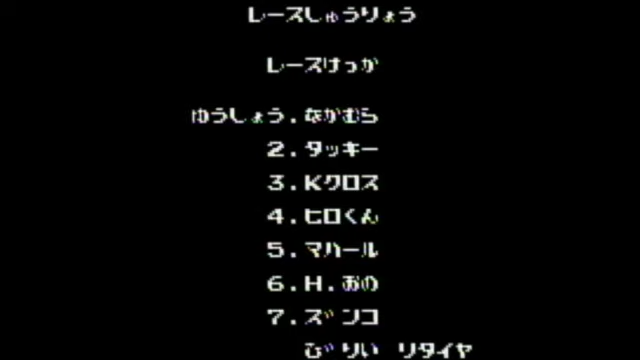 レースしゅうりょう
レースけっか
ゆうしょう.なかむら
2.タッキー
3.Kクロス
4.ヒロくん
5.マハール
6.H.おの
7.ズンコ
びりい リタイヤ